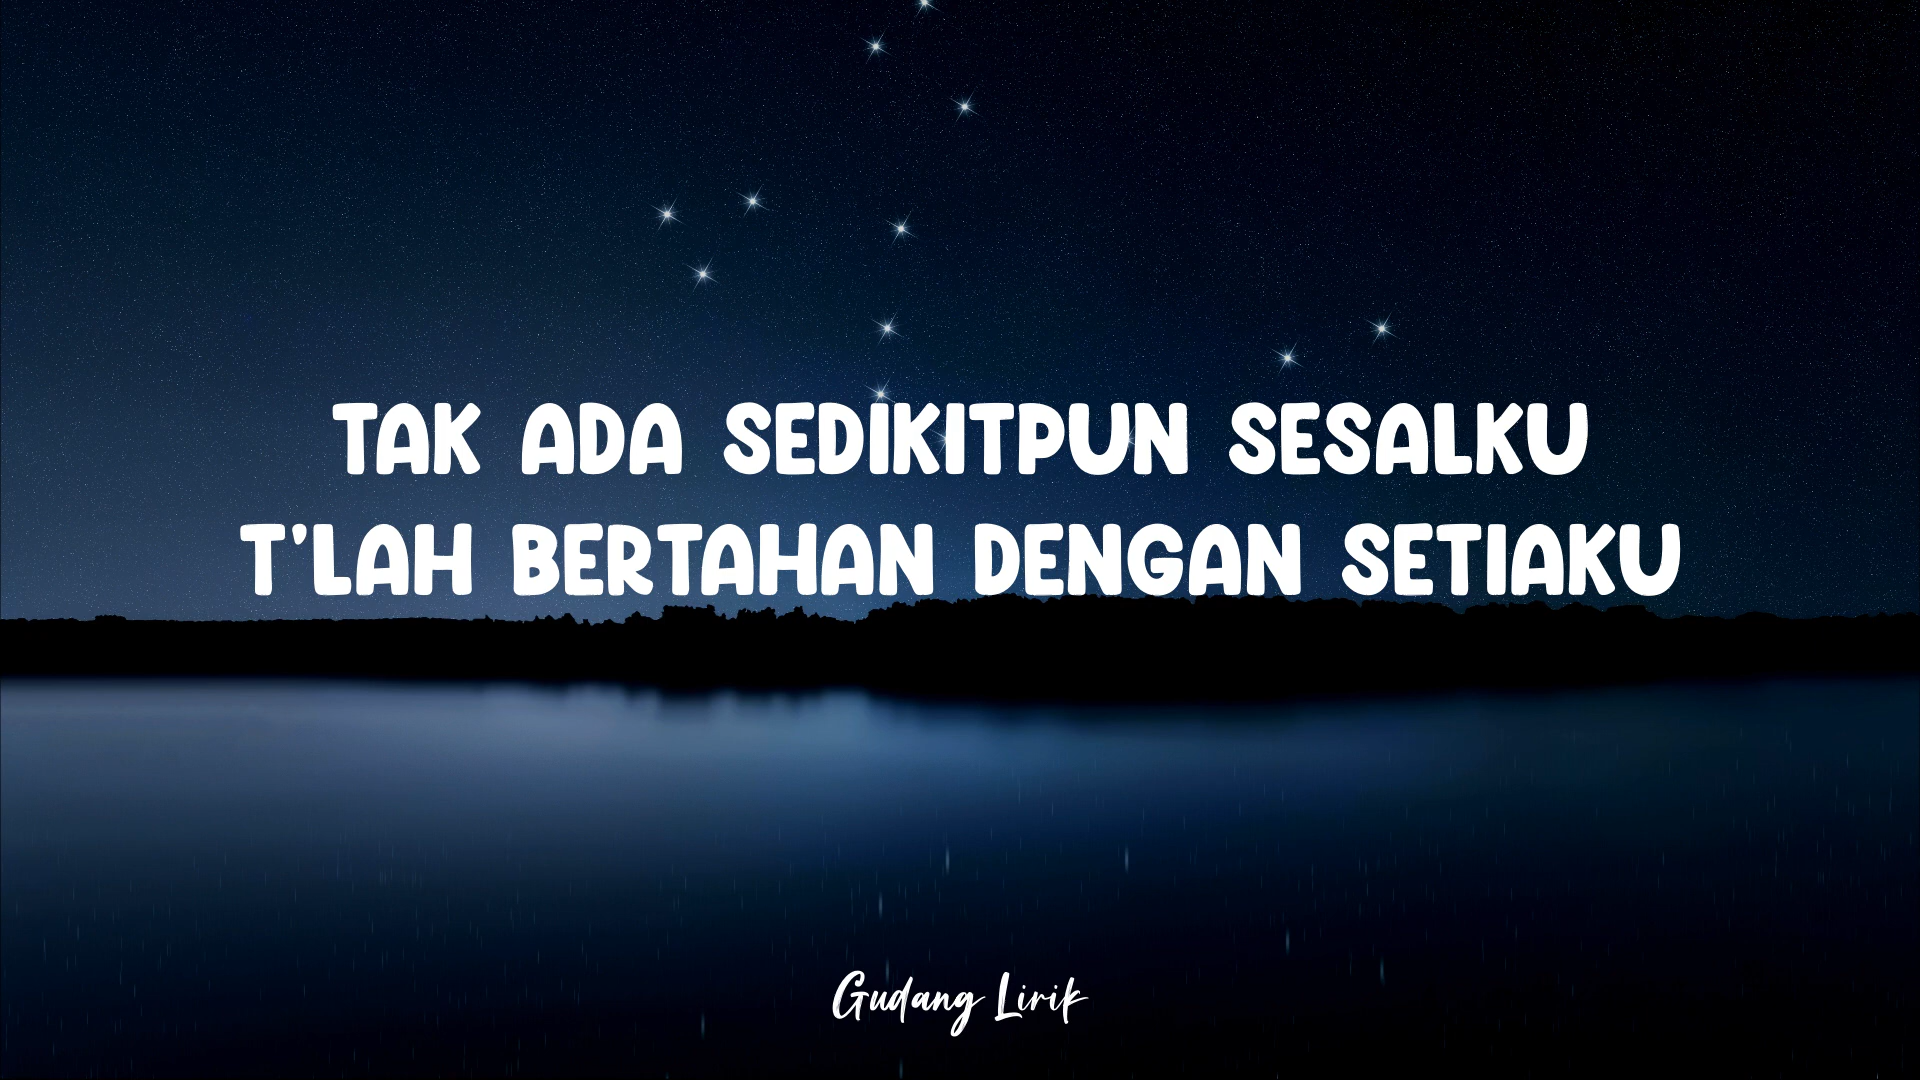 TAK ADA SEDIKITPUN SESALKU
T'LAH BERTAHAN DENGAN SETIAKU
Gudang Lirik